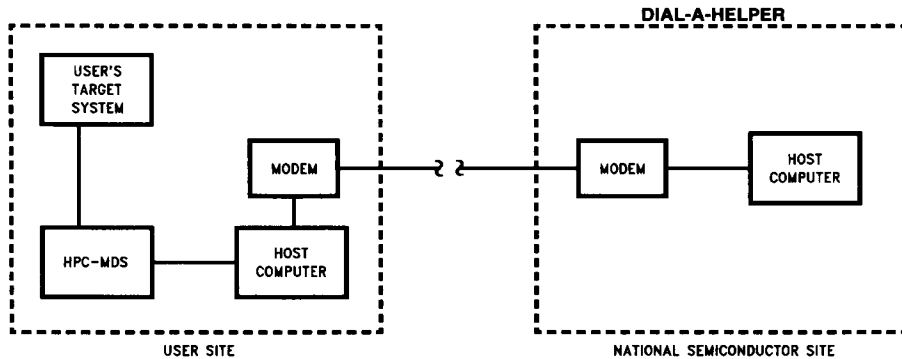 DIAL-A-HELPER
USER'S
TARGET
SYSTEM
MODEM
HPC-MDS
HOST
COMPUTER
USER SITE
MODEM
HOST
COMPUTER
NATIONAL SEMICONDUCTOR SITE